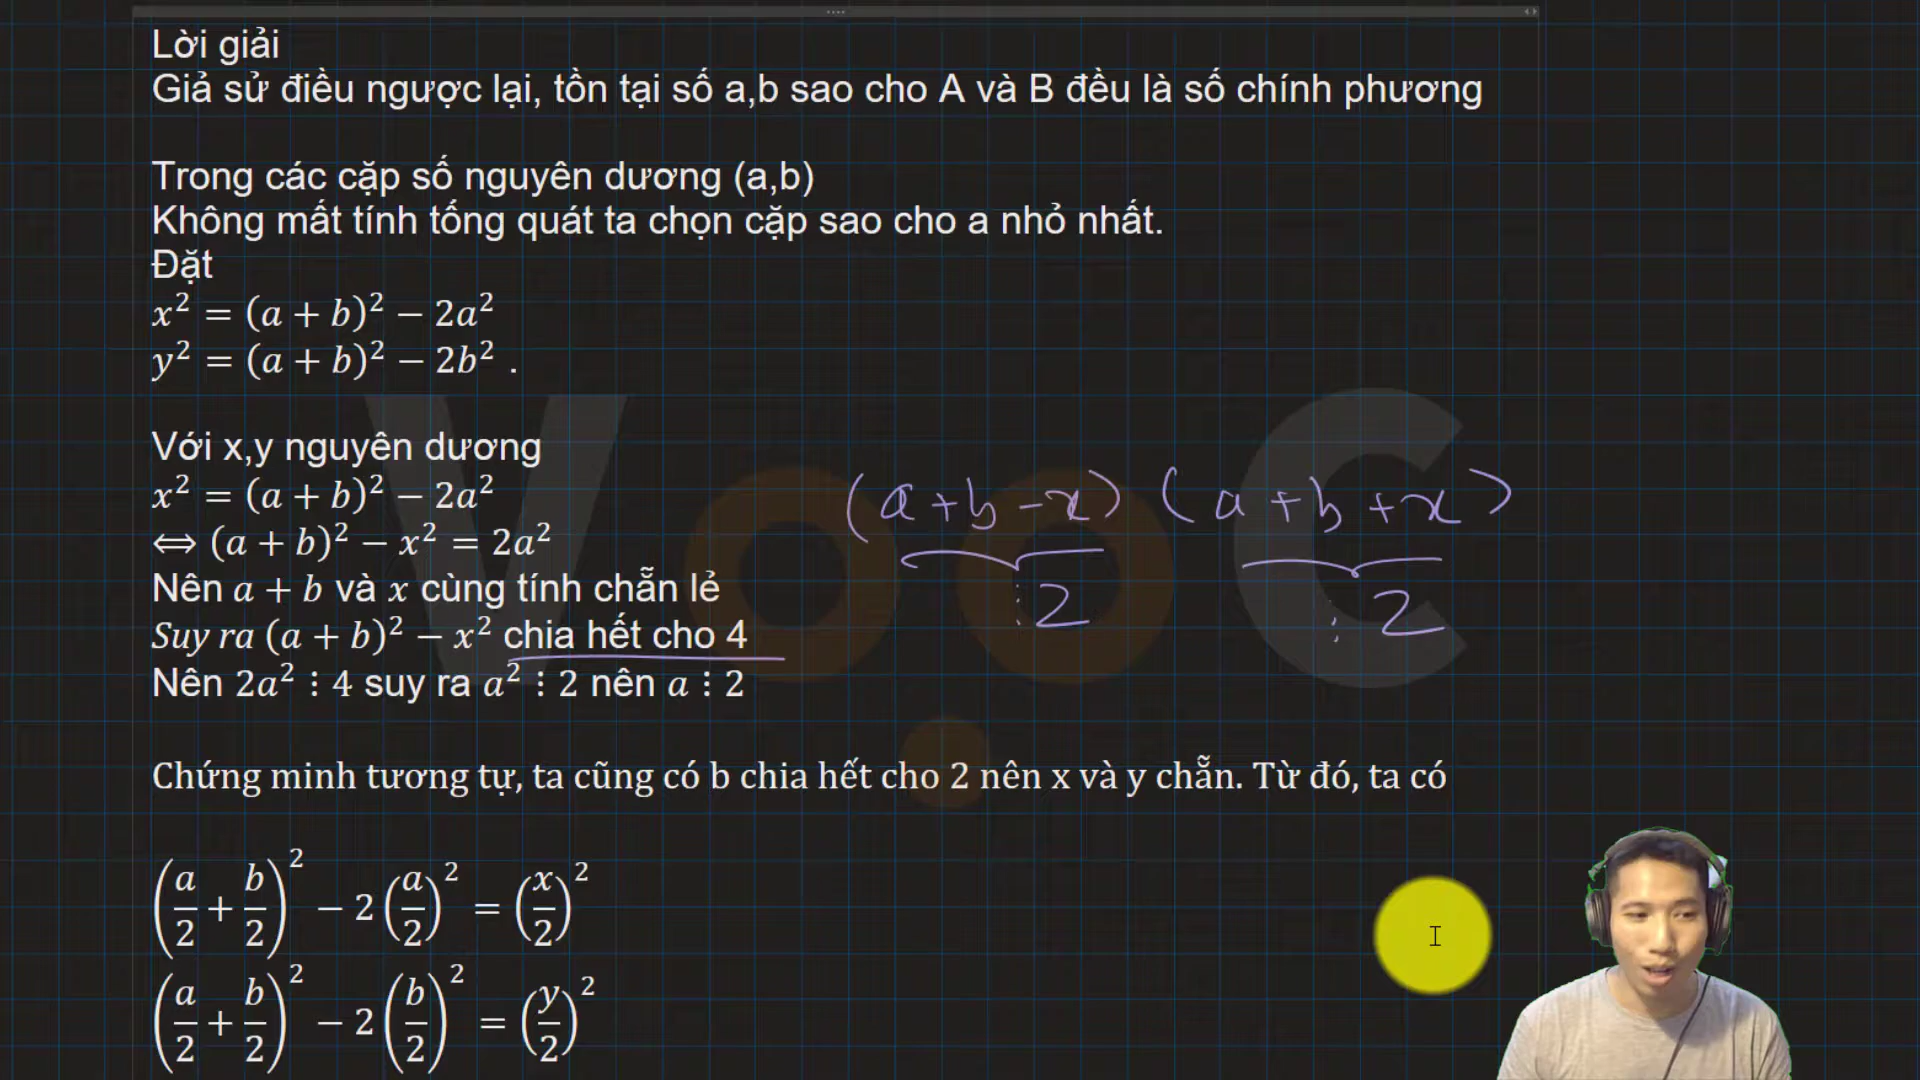 Lời giải
Giả sử điều ngược lại, tồn tại số a,b sao cho A và B đều là số chính phương
Trong các cặp số nguyên dương (a,b)
Không mất tính tổng quát ta chọn cặp sao cho a nhỏ nhất.
Đặt
x² = (a + b)² − 2a²
y² = (a + b)² − 2b² .
Với x,y nguyên dương
x² = (a + b)² − 2a²
⟺ (a + b)² − x² = 2a²
Nên a + b và x cùng tính chẵn lẻ
Suy ra (a + b)² − x² chia hết cho 4
Nên 2a² ⋮ 4 suy ra a² ⋮ 2 nên a ⋮ 2
(a+b−x) (a+b+x)
⋮ 2 ⋮ 2
Chứng minh tương tự, ta cũng có b chia hết cho 2 nên x và y chẵn. Từ đó, ta có
(a/2 + b/2)² − 2(a/2)² = (x/2)²
(a/2 + b/2)² − 2(b/2)² = (y/2)²
VOOC